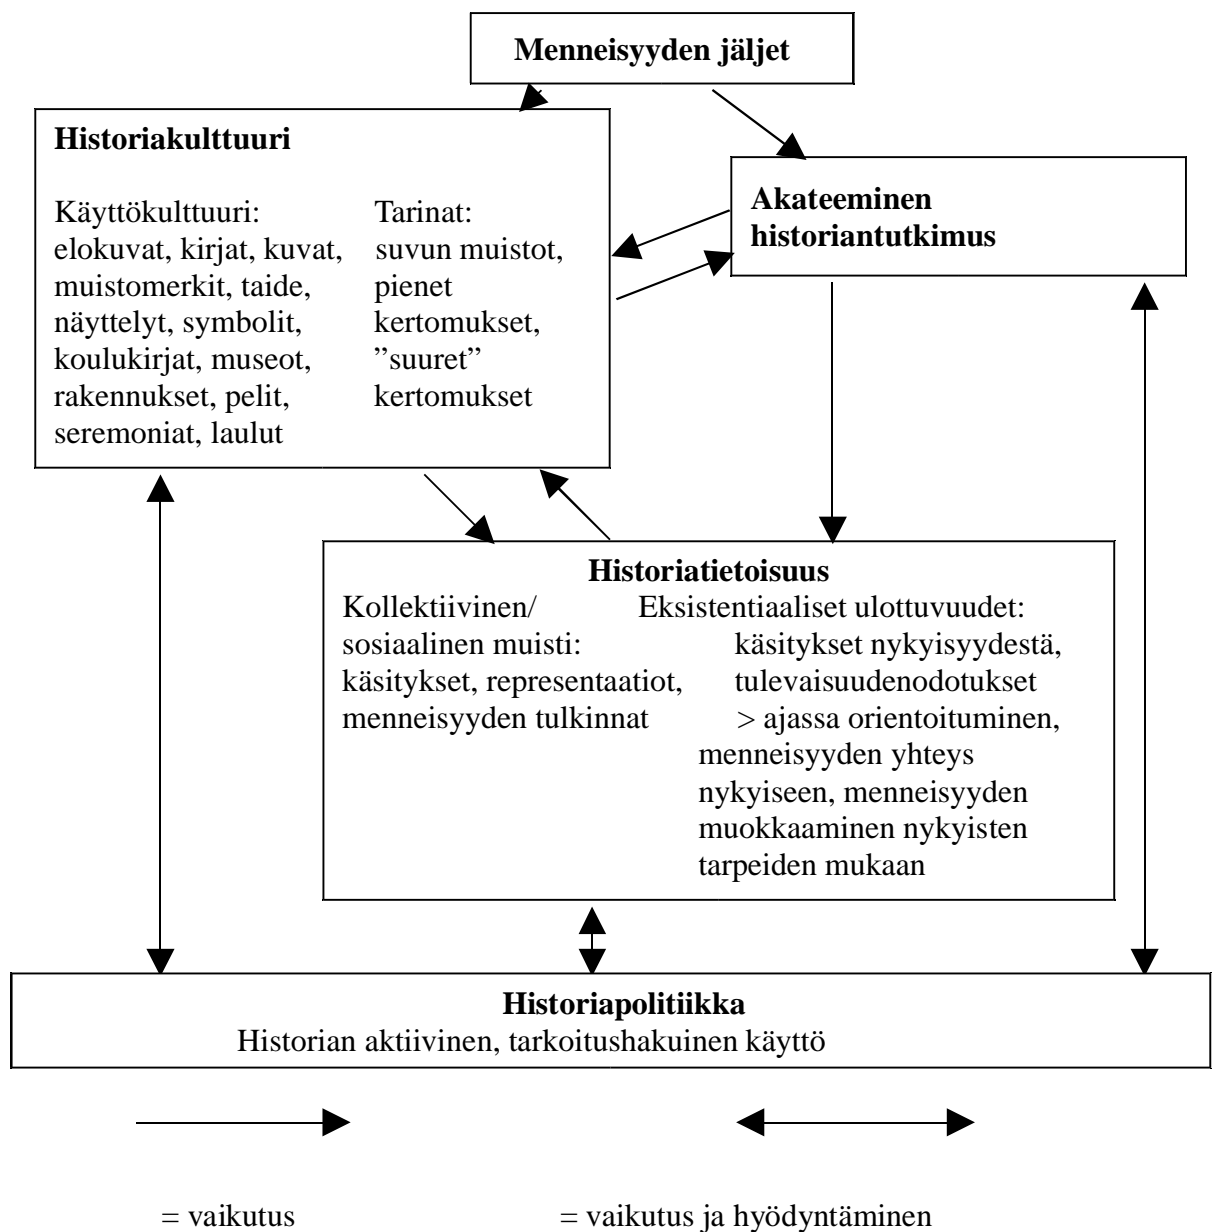 Menneisyyden jäljet
Historiakulttuuri
Käyttökulttuuri:
elokuvat, kirjat, kuvat,
muistomerkit, taide,
näyttelyt, symbolit,
koulukirjat, museot,
rakennukset, pelit,
seremoniat, laulut
Tarinat:
suvun muistot,
pienet
kertomukset,
”suuret”
kertomukset
Akateeminen
historiantutkimus
Historiatietoisuus
Kollektiivinen/
sosiaalinen muisti:
käsitykset, representaatiot,
menneisyyden tulkinnat
Eksistentiaaliset ulottuvuudet:
käsitykset nykyisyydestä,
tulevaisuudenodotukset
> ajassa orientoituminen,
menneisyyden yhteys
nykyiseen, menneisyyden
muokkaaminen nykyisten
tarpeiden mukaan
Historiapolitiikka
Historian aktiivinen, tarkoitushakuinen käyttö
= vaikutus
= vaikutus ja hyödyntäminen